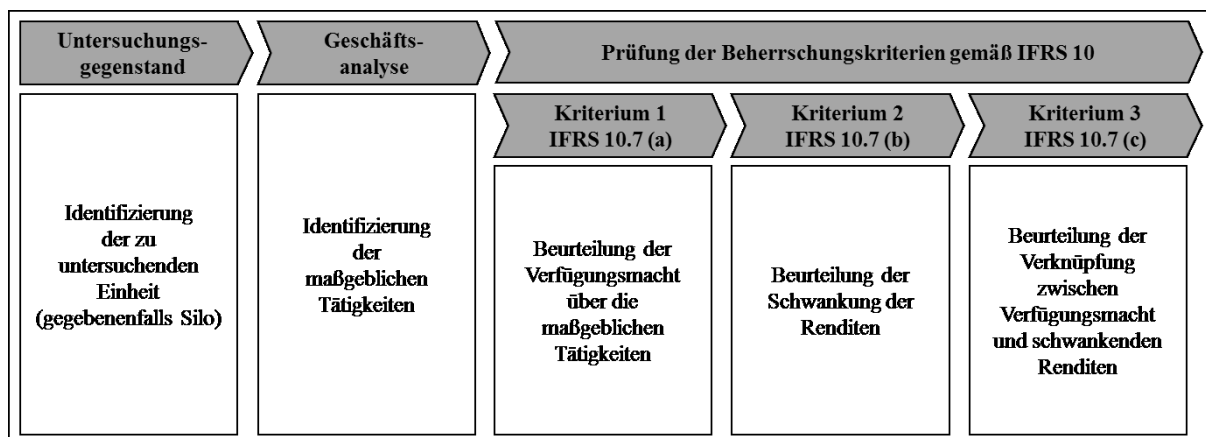 Untersuchungs-
gegenstand
Geschäfts-
analyse
Prüfung der Beherrschungskriterien gemäß IFRS 10
Kriterium 1
IFRS 10.7 (a)
Kriterium 2
IFRS 10.7 (b)
Kriterium 3
IFRS 10.7 (c)
Identifizierung
der zu
untersuchenden
Einheit
(gegebenenfalls Silo)
Identifizierung
der
maßgeblichen
Tätigkeiten
Beurteilung der
Verfügungsmacht
über die
maßgeblichen
Tätigkeiten
Beurteilung der
Schwankung der
Renditen
Beurteilung der
Verknüpfung
zwischen
Verfügungsmacht
und schwankenden
Renditen